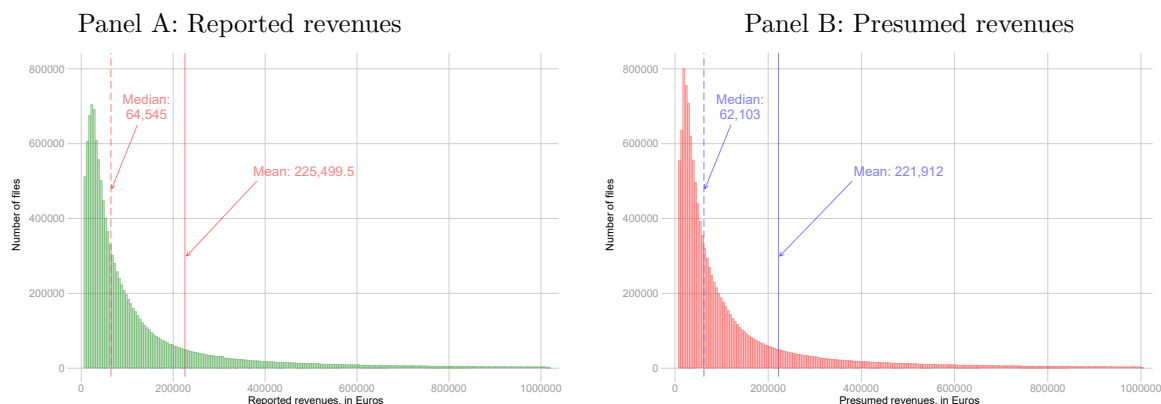 Panel A: Reported revenues
800000
600000
400000
200000
0
Number of files
Median:
64,545
Mean: 225,499.5
0 200000 400000 600000 800000 1000000
Reported revenues, in Euros
Panel B: Presumed revenues
800000
600000
400000
200000
0
Number of files
Median:
62,103
Mean: 221,912
0 200000 400000 600000 800000 1000000
Presumed revenues, in Euros